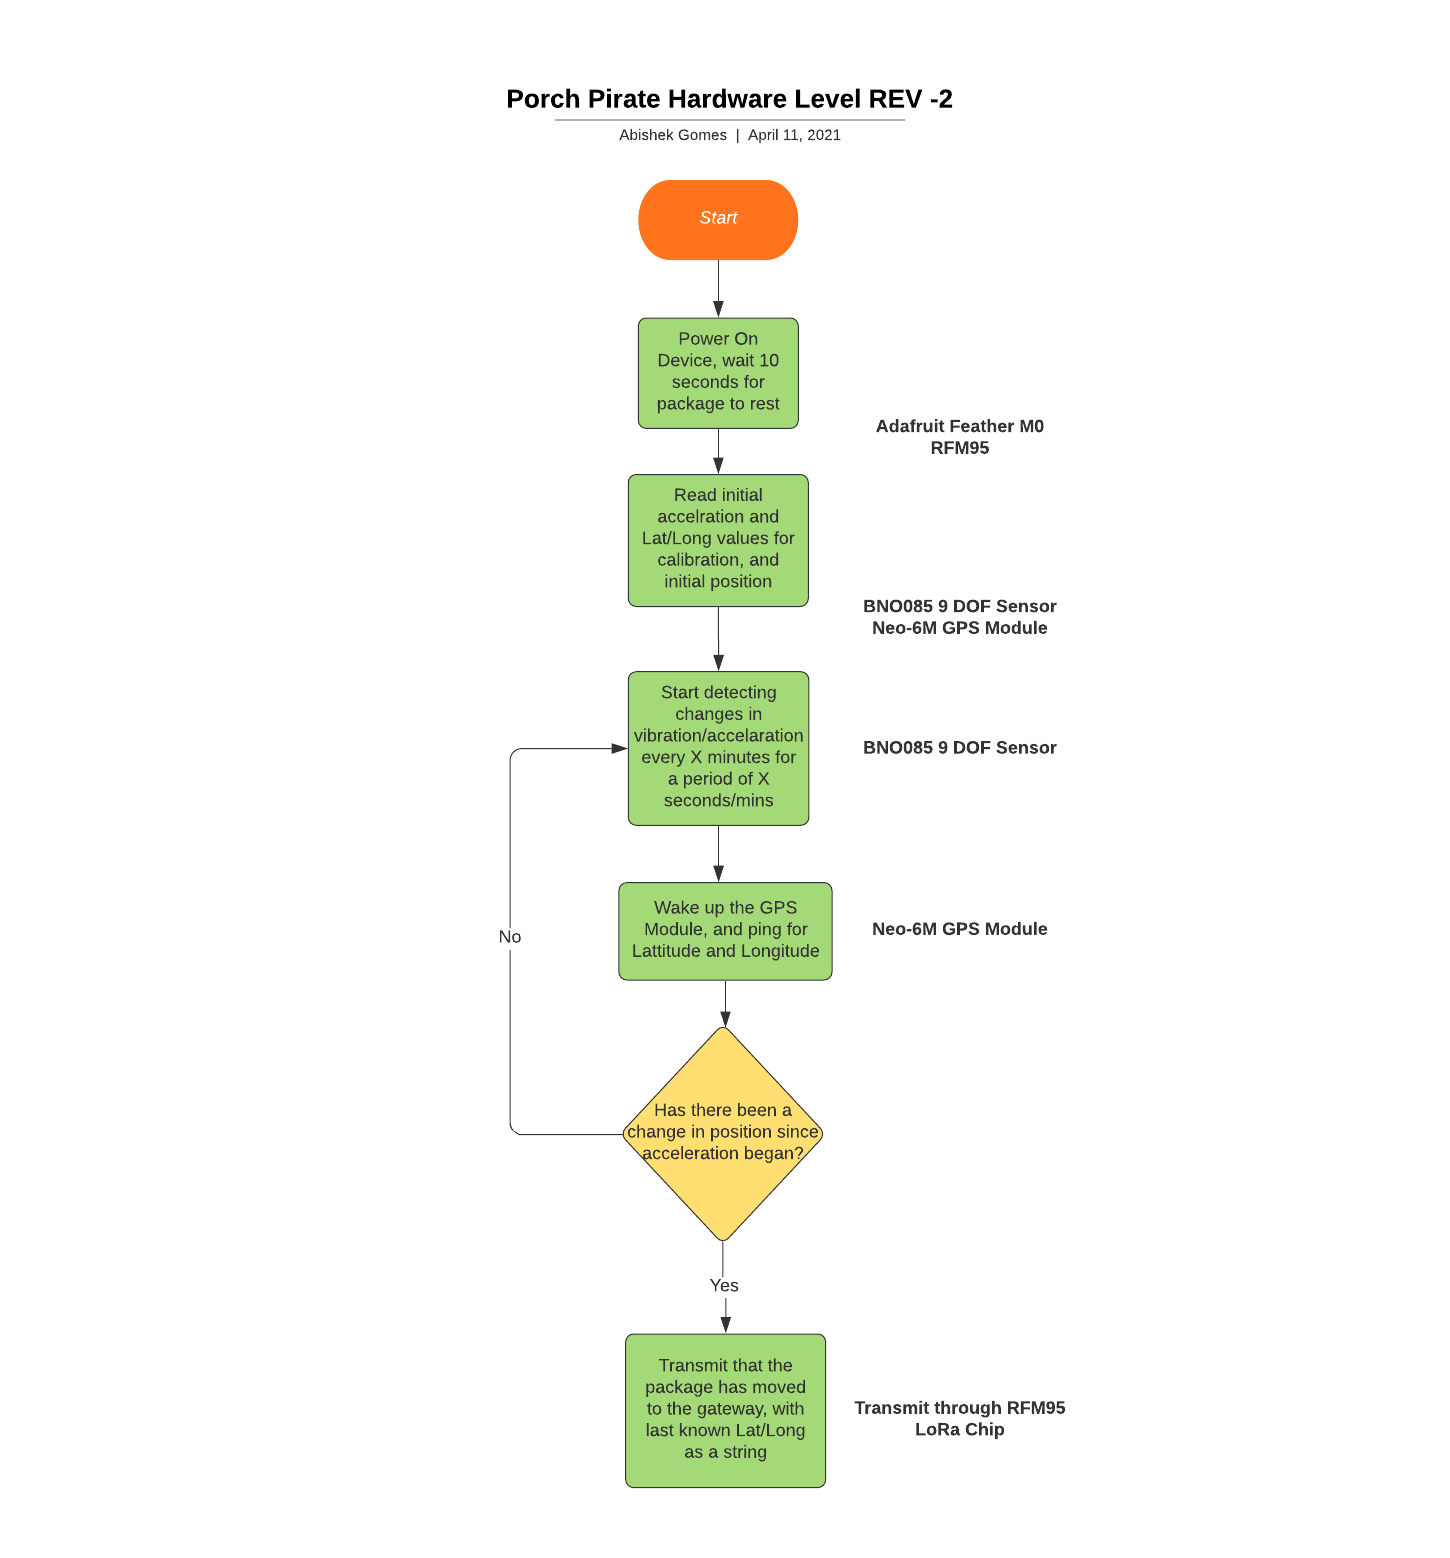 Porch Pirate Hardware Level REV -2
Abishek Gomes | April 11, 2021
Start
Power On
Device, wait 10
seconds for
package to rest
Adafruit Feather M0
RFM95
Read initial
accelration and
Lat/Long values for
calibration, and
initial position
BNO085 9 DOF Sensor
Neo-6M GPS Module
Start detecting
changes in
vibration/accelaration
every X minutes for
a period of X
seconds/mins
BNO085 9 DOF Sensor
Wake up the GPS
Module, and ping for
Lattitude and Longitude
Neo-6M GPS Module
No
Has there been a
change in position since
acceleration began?
Yes
Transmit that the
package has moved
to the gateway, with
last known Lat/Long
as a string
Transmit through RFM95
LoRa Chip